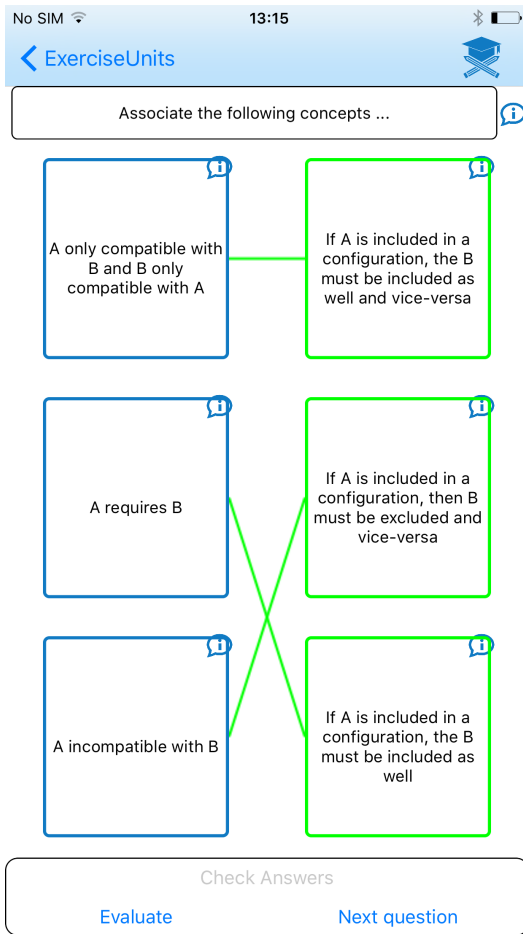 No SIM
13:15
ExerciseUnits
Associate the following concepts ...
A only compatible with
B and B only
compatible with A
If A is included in a
configuration, the B
must be included as
well and vice-versa
A requires B
If A is included in a
configuration, then B
must be excluded and
vice-versa
A incompatible with B
If A is included in a
configuration, the B
must be included as
well
Check Answers
Evaluate
Next question